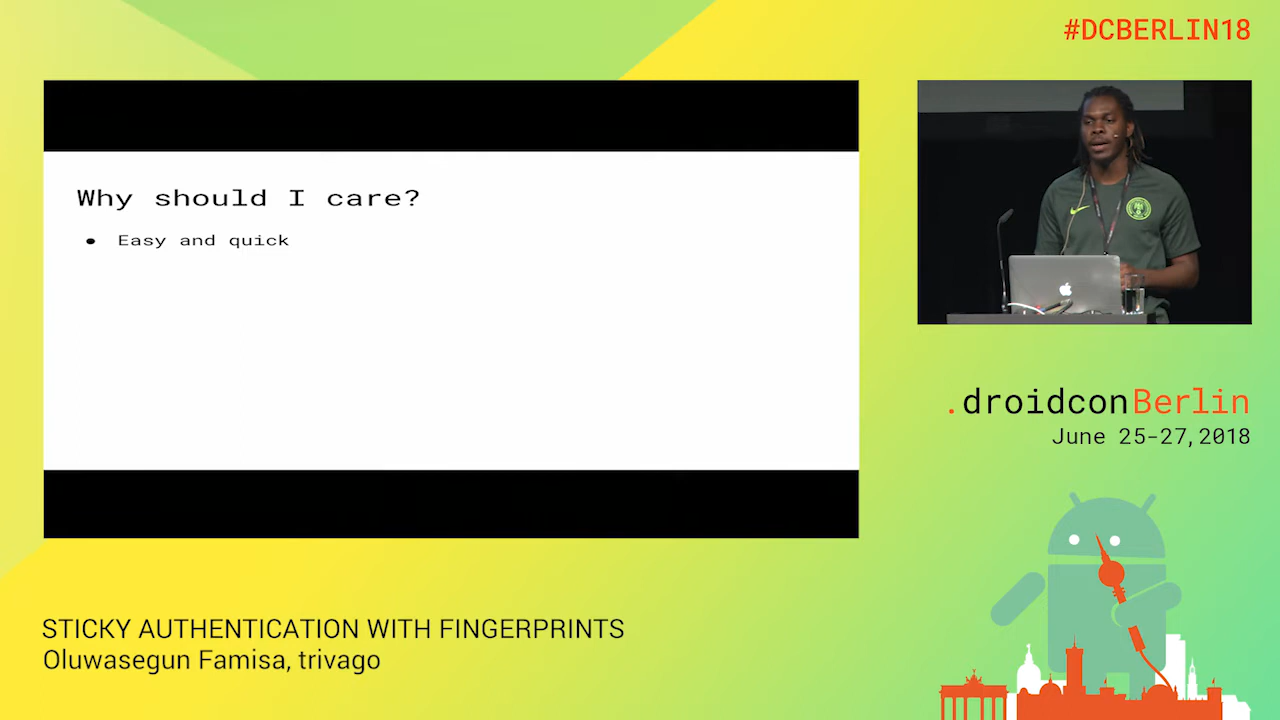 #DCBERLIN18
Why should I care?
● Easy and quick
.droidconBerlin
June 25-27, 2018
STICKY AUTHENTICATION WITH FINGERPRINTS
Oluwasegun Famisa, trivago